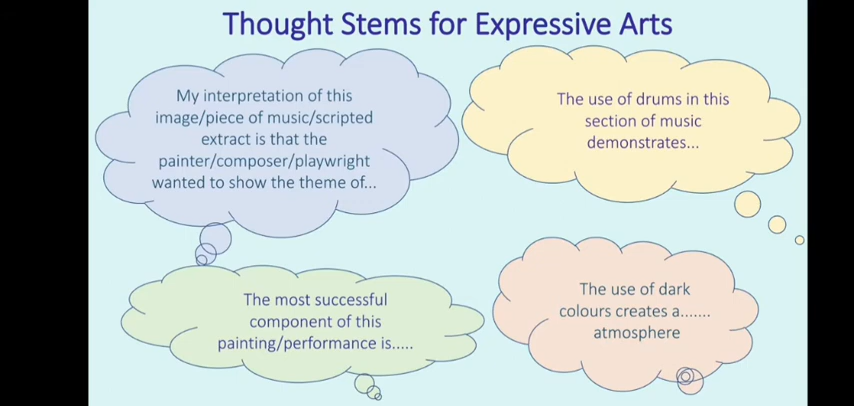 Thought Stems for Expressive Arts
My interpretation of this
image/piece of music/scripted
extract is that the
painter/composer/playwright
wanted to show the theme of...
The use of drums in this
section of music
demonstrates...
The most successful
component of this
painting/performance is.....
The use of dark
colours creates a.......
atmosphere